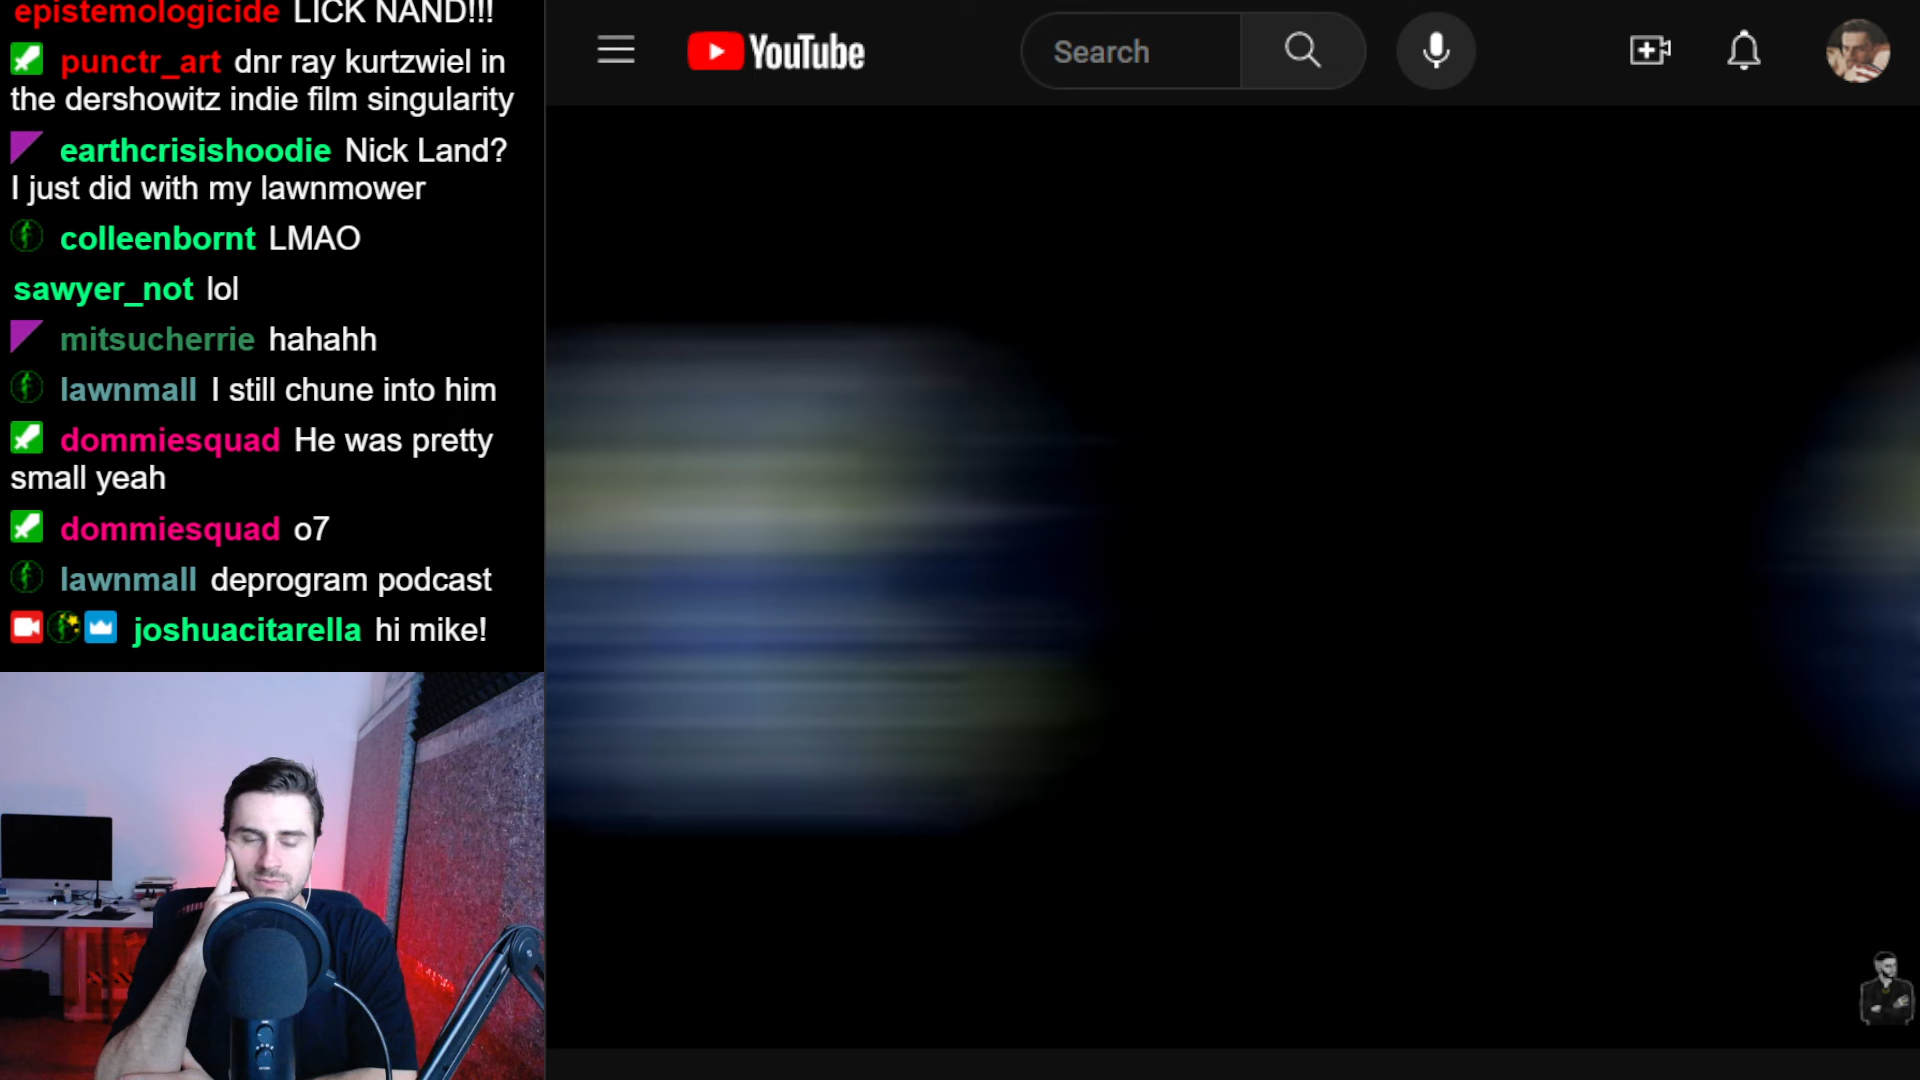 epistemologicide LICK NAND!!!
punctr_art dnr ray kurtzwiel in
the dershowitz indie film singularity
earthcrisishoodie Nick Land?
I just did with my lawnmower
colleenbornt LMAO
sawyer_not lol
mitsucherrie hahahh
lawnmall I still chune into him
dommiesquad He was pretty
small yeah
dommiesquad o7
lawnmall deprogram podcast
joshuacitarella hi mike!
YouTube
Search